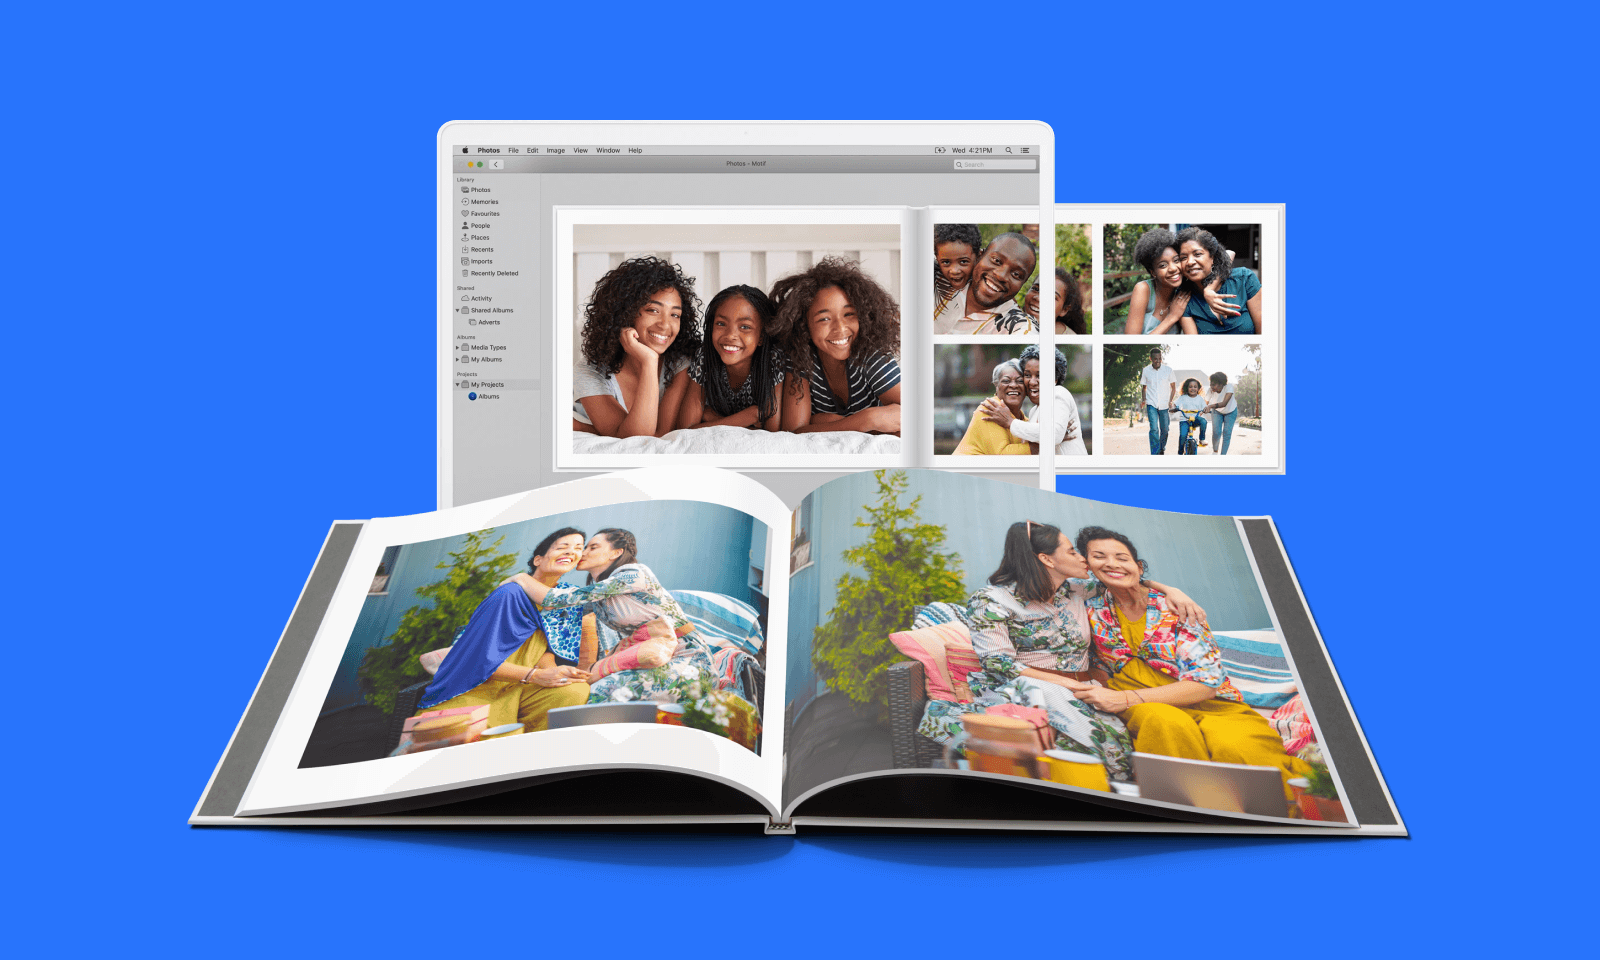 Photos File Edit Image View Window Help Wed 4:21PM
Photos - Motif
Search
Library
Photos
Memories
Favourites
People
Places
Recents
Imports
Recently Deleted
Shared
Activity
Shared Albums
Adverts
Albums
Media Types
My Albums
Projects
My Projects
Albums